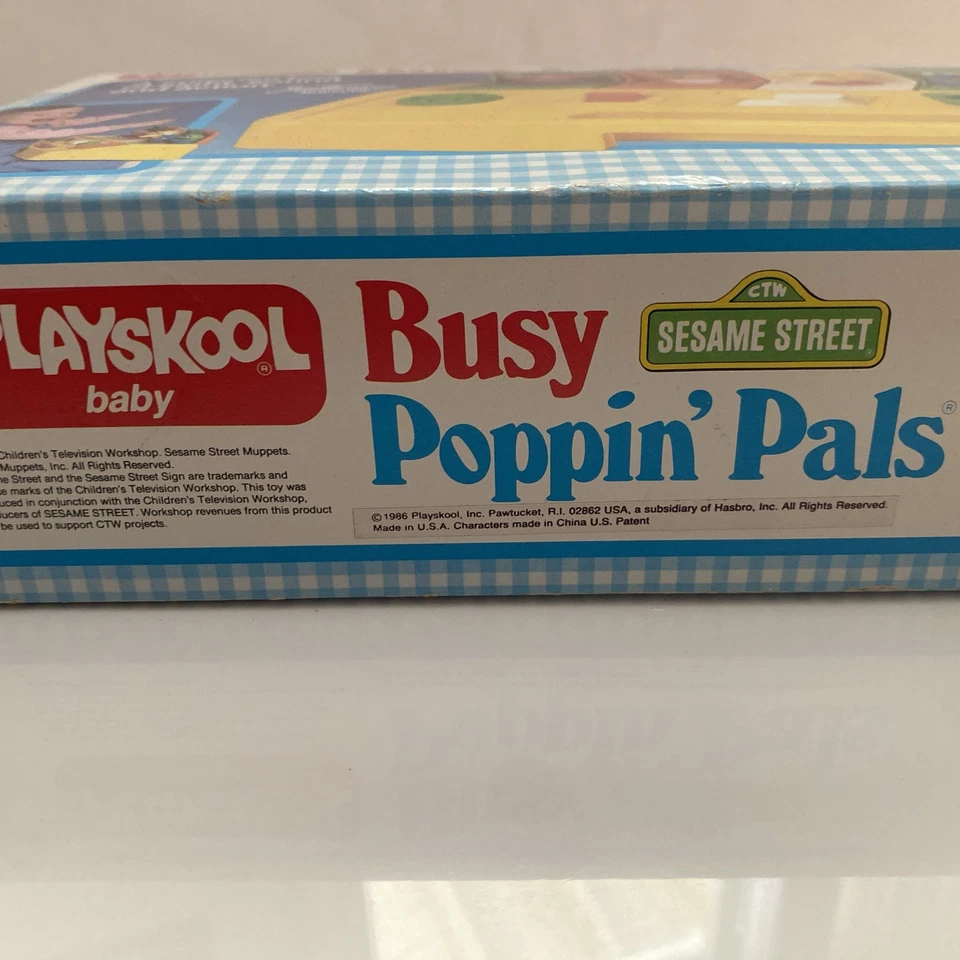 PLAYSKOOL®
baby
Busy
CTW
SESAME STREET
Poppin' Pals®
Children's Television Workshop. Sesame Street Muppets.
Muppets, Inc. All Rights Reserved.
Street and the Sesame Street Sign are trademarks and
marks of the Children's Television Workshop. This toy was
in conjunction with the Children's Television Workshop,
of SESAME STREET. Workshop revenues from this product
be used to support CTW projects.
©1986 Playskool, Inc. Pawtucket, R.I. 02862 USA, a subsidiary of Hasbro, Inc. All Rights Reserved.
Made in U.S.A. Characters made in China U.S. Patent